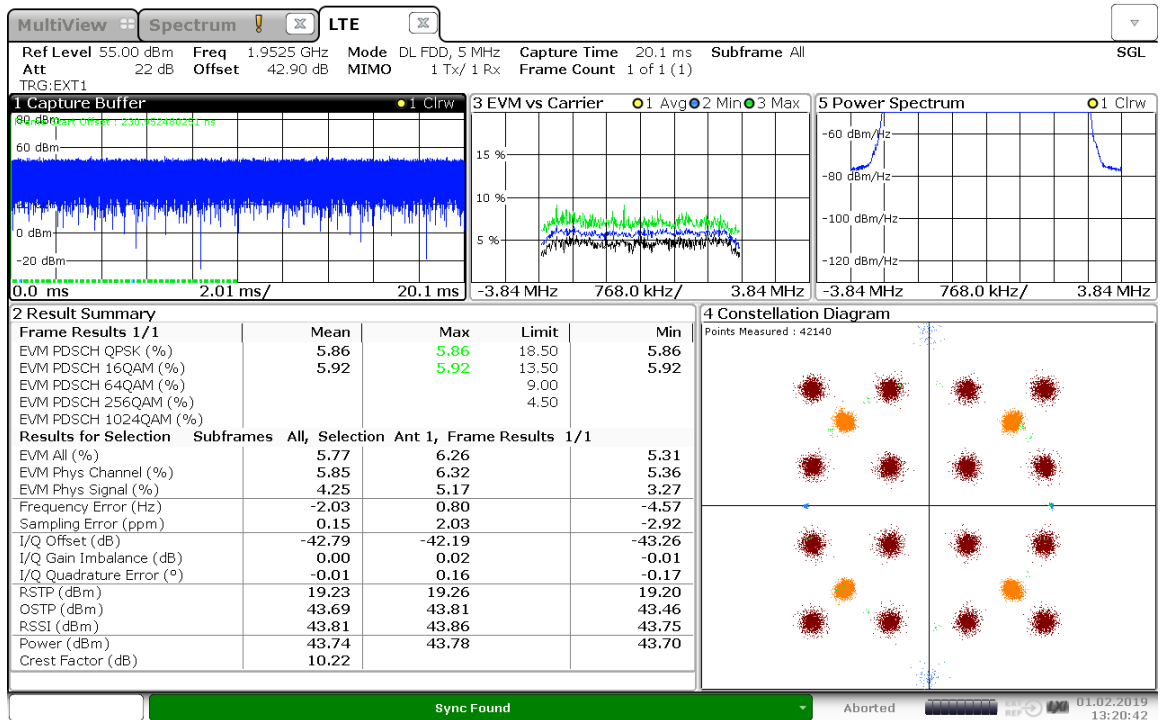 MultiView Spectrum ! X LTE X
Ref Level 55.00 dBm Freq 1.9525 GHz Mode DL FDD, 5 MHz Capture Time 20.1 ms Subframe All SGL
Att 22 dB Offset 42.90 dB MIMO 1 Tx/ 1 Rx Frame Count 1 of 1 (1)
TRG:EXT1
1 Capture Buffer 1 Clrw
80 dBm
Frame Start Offset : 230.952480251 ns
60 dBm
0 dBm
-20 dBm
0.0 ms 2.01 ms/ 20.1 ms
3 EVM vs Carrier 1 Avg 2 Min 3 Max
15 %
10 %
5 %
-3.84 MHz 768.0 kHz/ 3.84 MHz
5 Power Spectrum 1 Clrw
-60 dBm/Hz
-80 dBm/Hz
-100 dBm/Hz
-120 dBm/Hz
-3.84 MHz 768.0 kHz/ 3.84 MHz
2 Result Summary
Frame Results 1/1 Mean Max Limit Min
EVM PDSCH QPSK (%) 5.86 5.86 18.50 5.86
EVM PDSCH 16QAM (%) 5.92 5.92 13.50 5.92
EVM PDSCH 64QAM (%) 9.00
EVM PDSCH 256QAM (%) 4.50
EVM PDSCH 1024QAM (%)
Results for Selection Subframes All, Selection Ant 1, Frame Results 1/1
EVM All (%) 5.77 6.26 5.31
EVM Phys Channel (%) 5.85 6.32 5.36
EVM Phys Signal (%) 4.25 5.17 3.27
Frequency Error (Hz) -2.03 0.80 -4.57
Sampling Error (ppm) 0.15 2.03 -2.92
I/Q Offset (dB) -42.79 -42.19 -43.26
I/Q Gain Imbalance (dB) 0.00 0.02 -0.01
I/Q Quadrature Error (º) -0.01 0.16 -0.17
RSTP (dBm) 19.23 19.26 19.20
OSTP (dBm) 43.69 43.81 43.46
RSSI (dBm) 43.81 43.86 43.75
Power (dBm) 43.74 43.78 43.70
Crest Factor (dB) 10.22
4 Constellation Diagram
Points Measured : 42140
Sync Found Aborted EXT REF LXI 01.02.2019
13:20:42